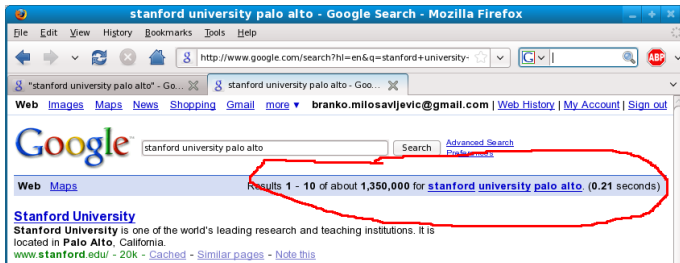 stanford university palo alto - Google Search - Mozilla Firefox
File Edit View History Bookmarks Tools Help
http://www.google.com/search?hl=en&q=stanford+university- G ABP
"stanford university palo alto" - Go... stanford university palo alto - Goo...
Web Images Maps News Shopping Gmail more ▼ branko.milosavljevic@gmail.com | Web History | My Account | Sign out
Google™ stanford university palo alto Search Advanced Search
Preferences
Web Maps Results 1 - 10 of about 1,350,000 for stanford university palo alto. (0.21 seconds)
Stanford University
Stanford University is one of the world's leading research and teaching institutions. It is
located in Palo Alto, California.
www.stanford.edu/ - 20k - Cached - Similar pages - Note this